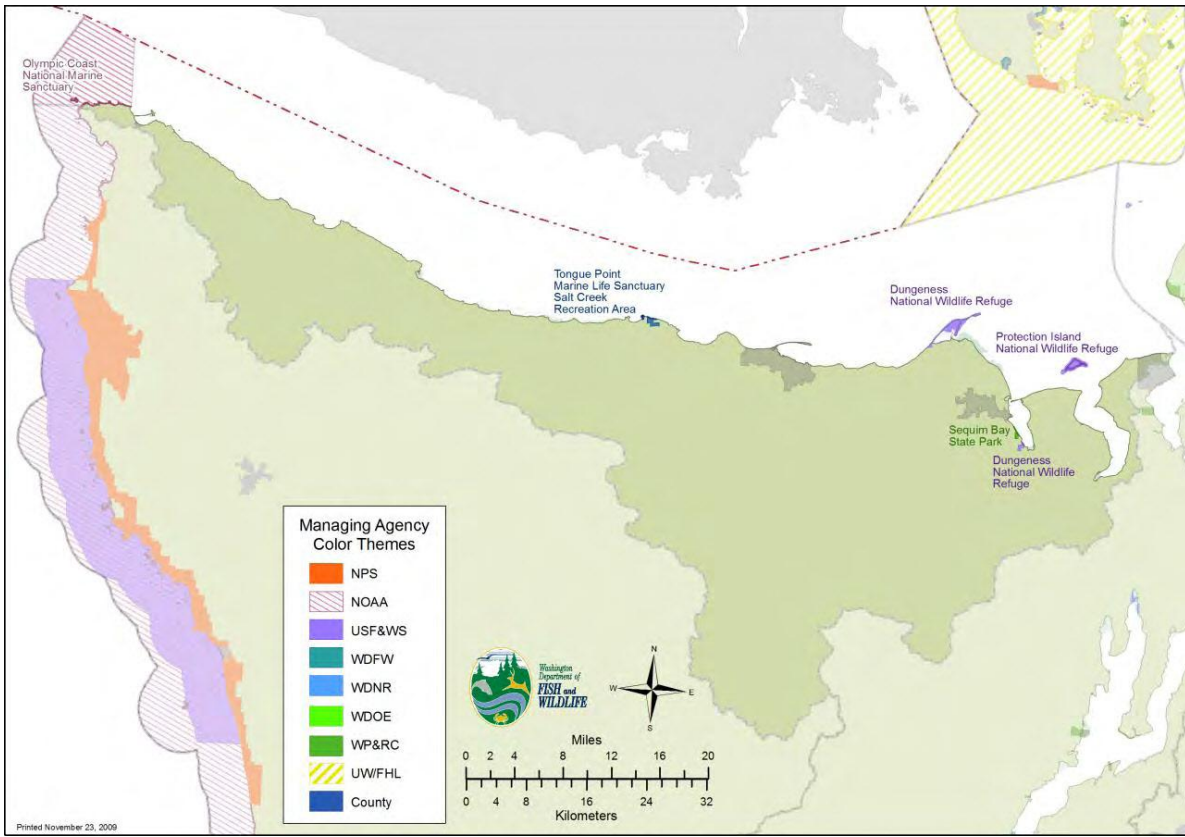 Olympic Coast
National Marine
Sanctuary
Tongue Point
Marine Life Sanctuary
Salt Creek
Recreation Area
Dungeness
National Wildlife Refuge
Protection Island
National Wildlife Refuge
Sequim Bay
State Park
Dungeness
National Wildlife
Refuge
Managing Agency
Color Themes
NPS
NOAA
USF&WS
WDFW
WDNR
WDOE
WP&RC
UW/FHL
County
Washington
Department of
FISH and
WILDLIFE
N
W
E
S
Miles
0 2 4 8 12 16 20
0 4 8 16 24 32
Kilometers
Printed November 23, 2009